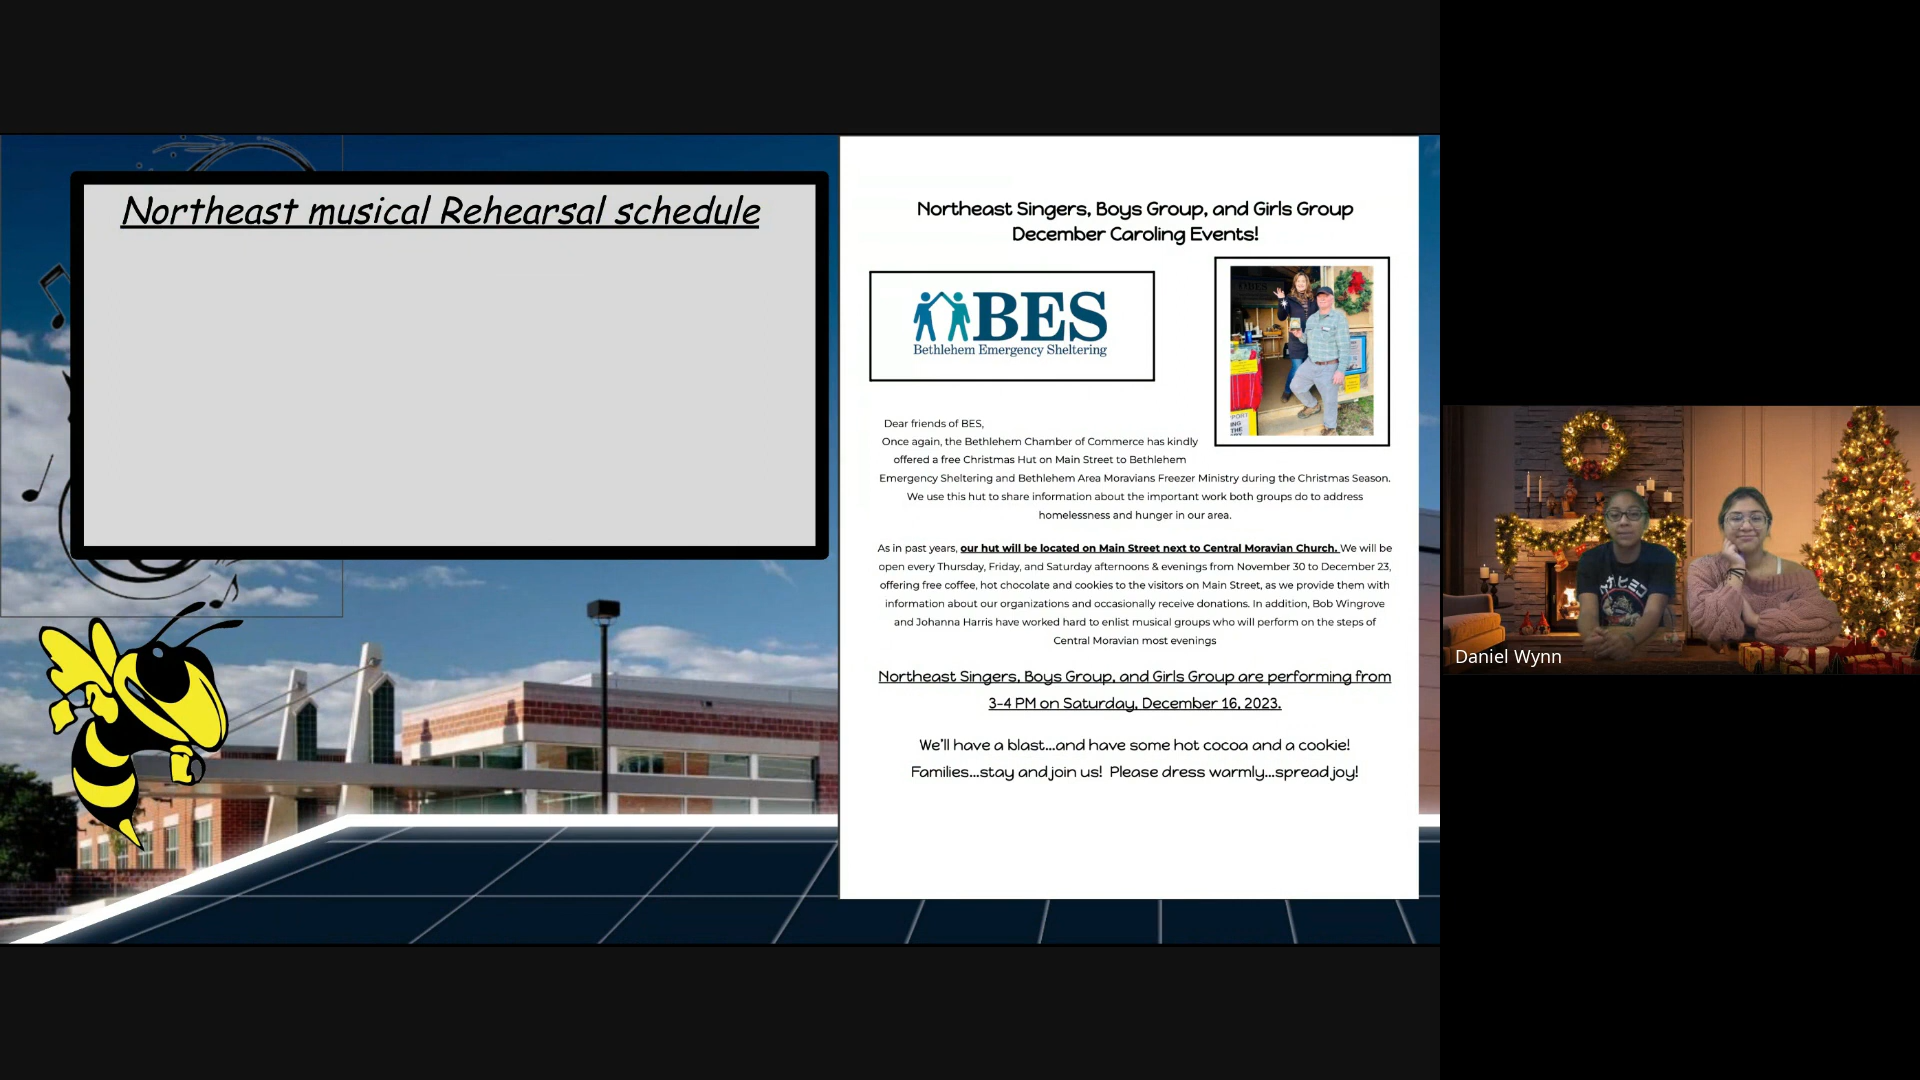 Northeast musical Rehearsal schedule
Northeast Singers, Boys Group, and Girls Group
December Caroling Events!
BES
Bethlehem Emergency Sheltering
Dear friends of BES,
Once again, the Bethlehem Chamber of Commerce has kindly
offered a free Christmas Hut on Main Street to Bethlehem
Emergency Sheltering and Bethlehem Area Moravians Freezer Ministry during the Christmas Season.
We use this hut to share information about the important work both groups do to address
homelessness and hunger in our area.
As in past years, our hut will be located on Main Street next to Central Moravian Church. We will be
open every Thursday, Friday, and Saturday afternoons & evenings from November 30 to December 23,
offering free coffee, hot chocolate and cookies to the visitors on Main Street, as we provide them with
information about our organizations and occasionally receive donations. In addition, Bob Wingrove
and Johanna Harris have worked hard to enlist musical groups who will perform on the steps of
Central Moravian most evenings
Northeast Singers, Boys Group, and Girls Group are performing from
3-4 PM on Saturday, December 16, 2023.
We'll have a blast...and have some hot cocoa and a cookie!
Families...stay and join us! Please dress warmly...spread joy!
Daniel Wynn